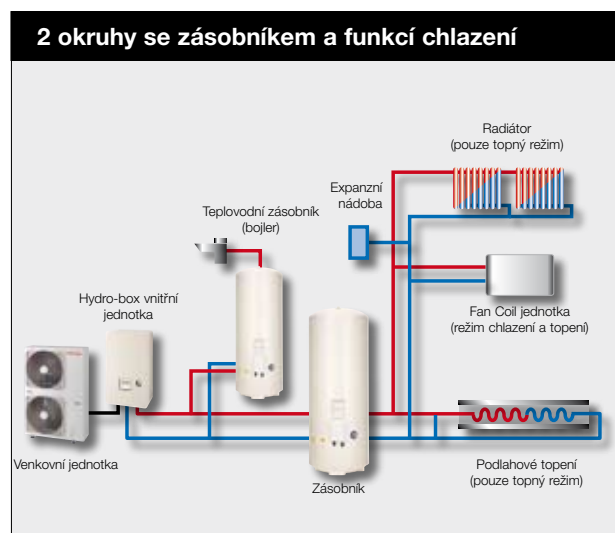 2 okruhy se zásobníkem a funkcí chlazení
Radiátor
(pouze topný režim)
Expanzní
nádoba
Teplovodní zásobník
(bojler)
Hydro-box vnitřní
jednotka
Fan Coil jednotka
(režim chlazení a topení)
Venkovní jednotka
Zásobník
Podlahové topení
(pouze topný režim)